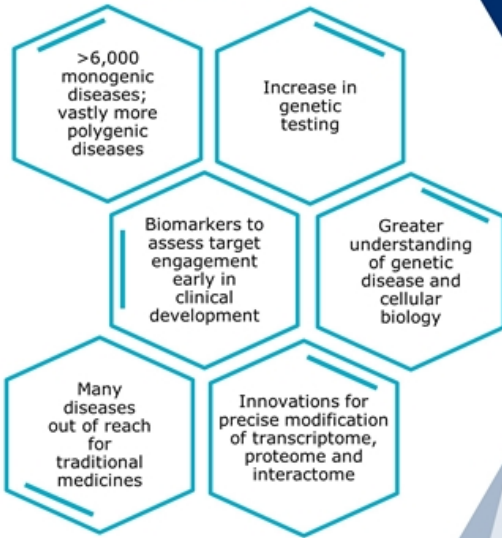 >6,000
monogenic
diseases;
vastly more
polygenic
diseases
Increase in
genetic
testing
Biomarkers to
assess target
engagement
early in
clinical
development
Greater
understanding
of genetic
disease and
cellular
biology
Many
diseases
out of reach
for
traditional
medicines
Innovations for
precise modification
of transcriptome,
proteome and
interactome